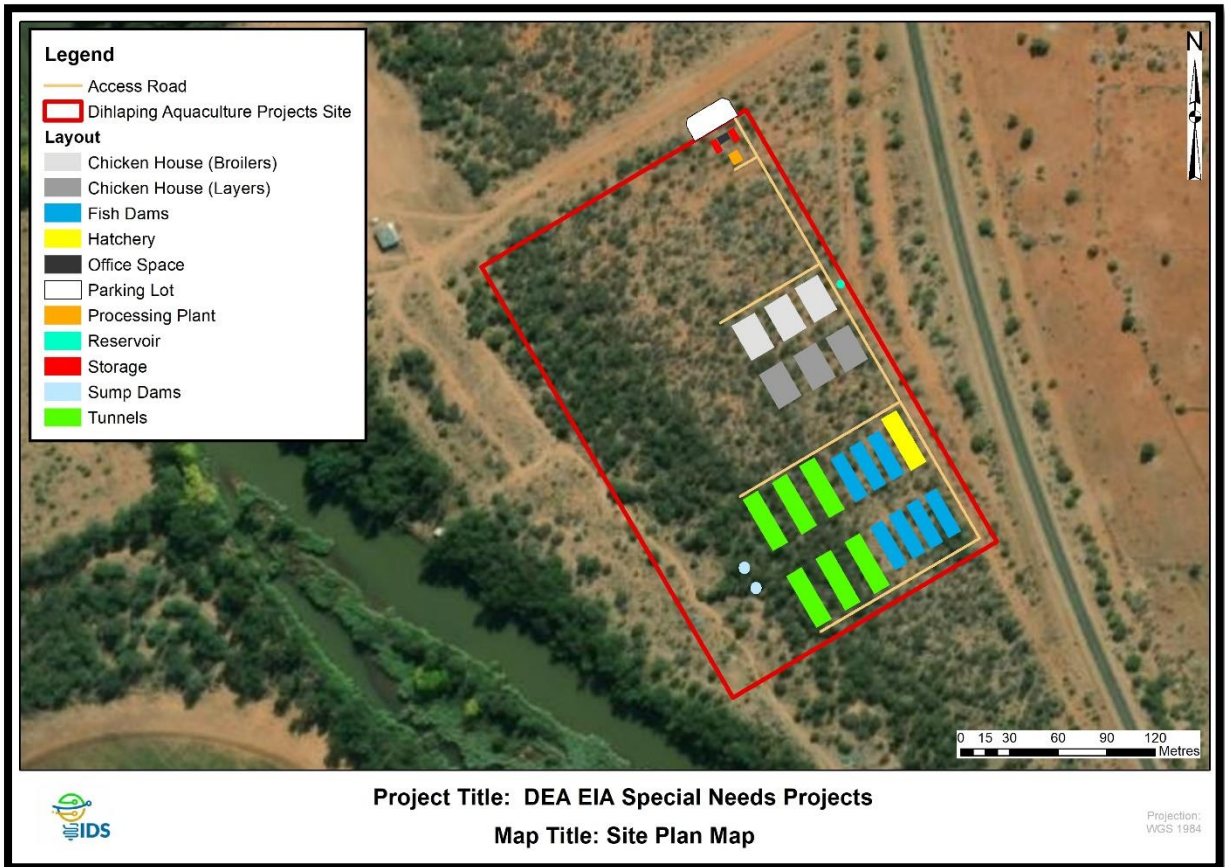 Legend
Access Road
Dihlaping Aquaculture Projects Site
Layout
Chicken House (Broilers)
Chicken House (Layers)
Fish Dams
Hatchery
Office Space
Parking Lot
Processing Plant
Reservoir
Storage
Sump Dams
Tunnels
N
0 15 30 60 90 120
Metres
IDS
Project Title: DEA EIA Special Needs Projects
Map Title: Site Plan Map
Projection:
WGS 1984